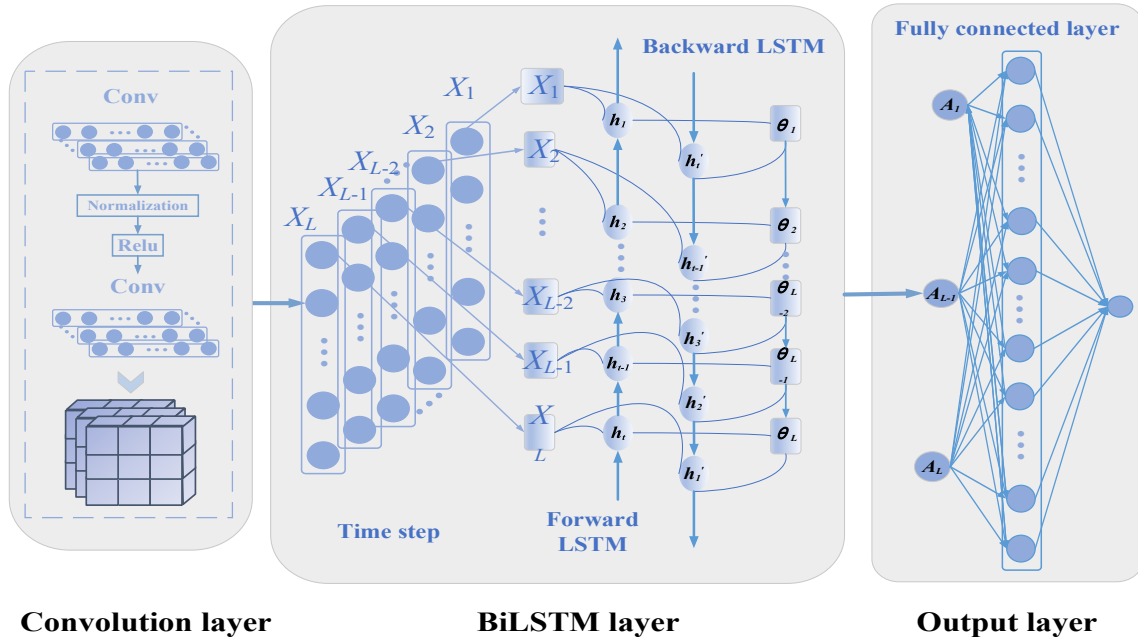 Conv
Normalization
Relu
Conv
Convolution layer
Backward LSTM
X1
X2
XL-2
XL-1
XL
X1
X2
XL-2
XL-1
X
L
h1
h2
h3
ht-1
ht
ht'
ht-1'
h3'
h2'
h1'
θ1
θ2
θL
-2
θL
-1
θL
Time step
Forward
LSTM
BiLSTM layer
Fully connected layer
A1
AL-1
AL
Output layer